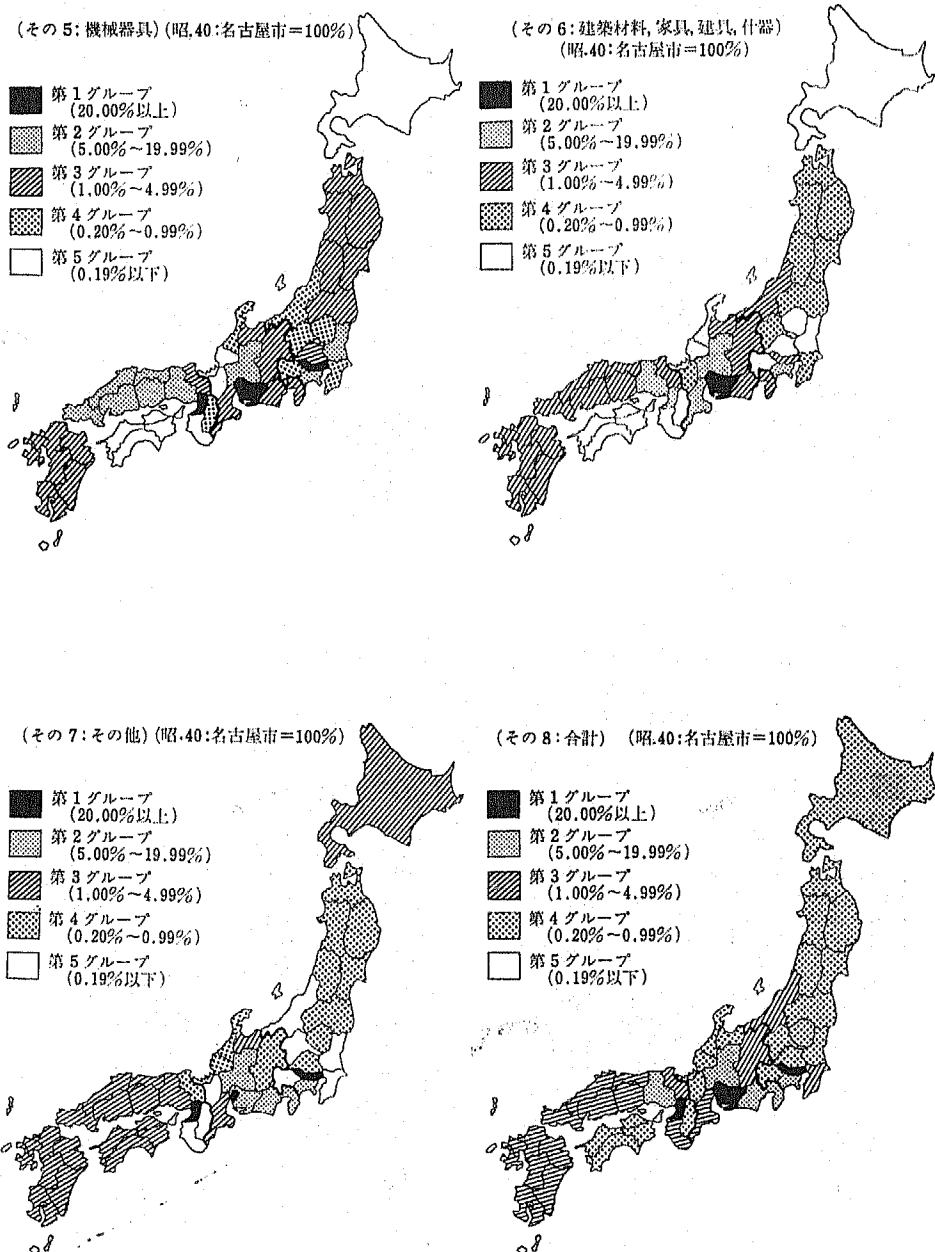 (その5:機械器具) (昭.40:名古屋市=100%)
第1グループ
(20.00%以上)
第2グループ
(5.00%～19.99%)
第3グループ
(1.00%～4.99%)
第4グループ
(0.20%～0.99%)
第5グループ
(0.19%以下)
(その6:建築材料,家具,建具,什器)
(昭.40:名古屋市=100%)
第1グループ
(20.00%以上)
第2グループ
(5.00%～19.99%)
第3グループ
(1.00%～4.99%)
第4グループ
(0.20%～0.99%)
第5グループ
(0.19%以下)
(その7:その他) (昭.40:名古屋市=100%)
第1グループ
(20.00%以上)
第2グループ
(5.00%～19.99%)
第3グループ
(1.00%～4.99%)
第4グループ
(0.20%～0.99%)
第5グループ
(0.19%以下)
(その8:合計) (昭.40:名古屋市=100%)
第1グループ
(20.00%以上)
第2グループ
(5.00%～19.99%)
第3グループ
(1.00%～4.99%)
第4グループ
(0.20%～0.99%)
第5グループ
(0.19%以下)